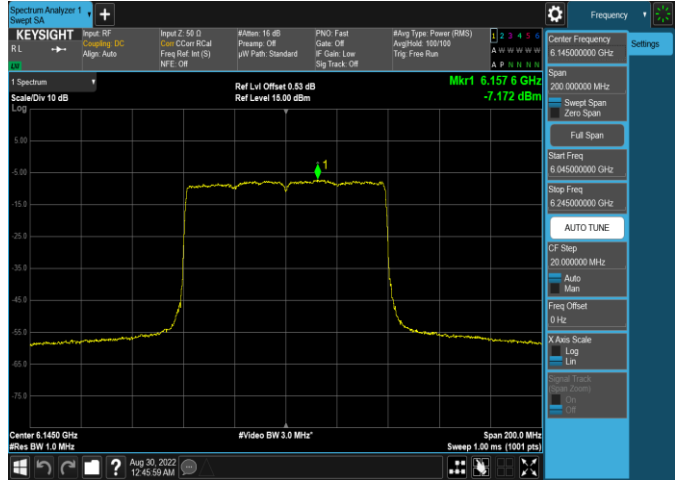 Spectrum Analyzer 1
Swept SA
Frequency
KEYSIGHT
Input: RF
Input Z: 50 Ω
#Atten: 16 dB
PNO: Fast
#Avg Type: Power (RMS)
1 2 3 4 5 6
RL
Coupling: DC
Corr CCorr RCal
Preamp: Off
Gate: Off
Avg|Hold: 100/100
A W W W W W
Align: Auto
Freq Ref: Int (S)
µW Path: Standard
IF Gain: Low
Trig: Free Run
NFE: Off
Sig Track: Off
A P N N N N
1 Spectrum
Scale/Div 10 dB
Ref Lvl Offset 0.53 dB
Ref Level 15.00 dBm
Mkr1 6.157 6 GHz
-7.172 dBm
Log
5.00
-5.00
-15.0
-25.0
-35.0
-45.0
-55.0
-65.0
-75.0
1
Center 6.1450 GHz
#Res BW 1.0 MHz
#Video BW 3.0 MHz*
Span 200.0 MHz
Sweep 1.00 ms (1001 pts)
Center Frequency
6.145000000 GHz
Settings
Span
200.000000 MHz
Swept Span
Zero Span
Full Span
Start Freq
6.045000000 GHz
Stop Freq
6.245000000 GHz
AUTO TUNE
CF Step
20.000000 MHz
Auto
Man
Freq Offset
0 Hz
X Axis Scale
Log
Lin
Signal Track
(Span Zoom)
On
Off
?
Aug 30, 2022
12:45:59 AM